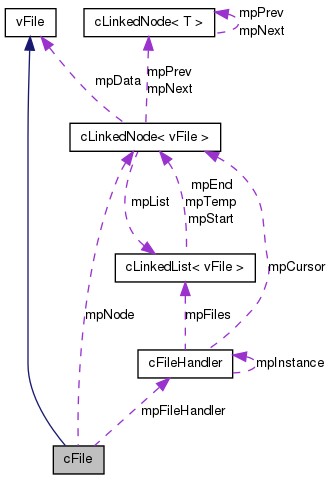 vFile
cLinkedNode< T >
mpPrev
mpNext
mpData
mpPrev
mpNext
cLinkedNode< vFile >
mpList
mpEnd
mpTemp
mpStart
cLinkedList< vFile >
mpCursor
mpNode
mpFiles
cFileHandler
mpInstance
mpFileHandler
cFile